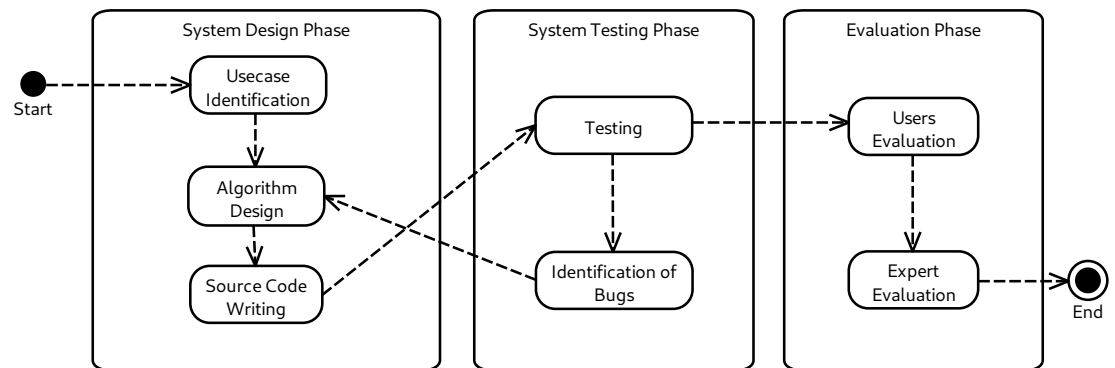 System Design Phase
System Testing Phase
Evaluation Phase
Start
Usecase
Identification
Algorithm
Design
Source Code
Writing
Testing
Identification of
Bugs
Users
Evaluation
Expert
Evaluation
End